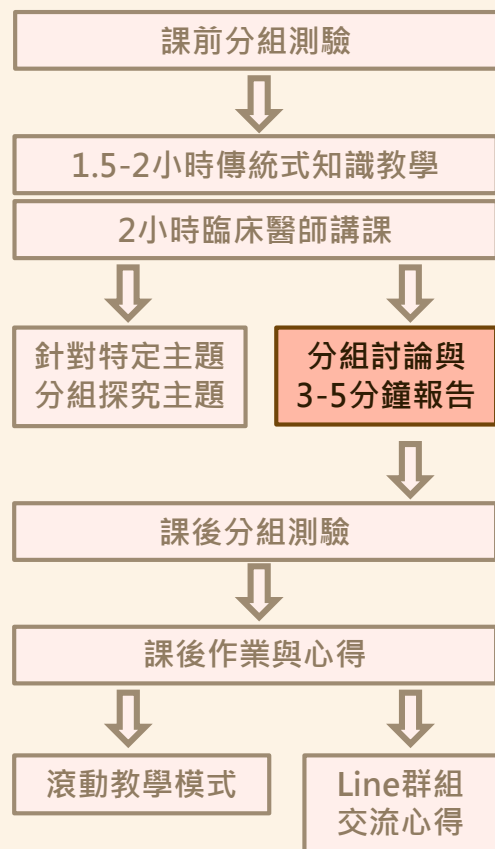 課前分組測驗
1.5-2小時傳統式知識教學
2小時臨床醫師講課
針對特定主題
分組探究主題
分組討論與
3-5分鐘報告
課後分組測驗
課後作業與心得
滾動教學模式
Line群組
交流心得